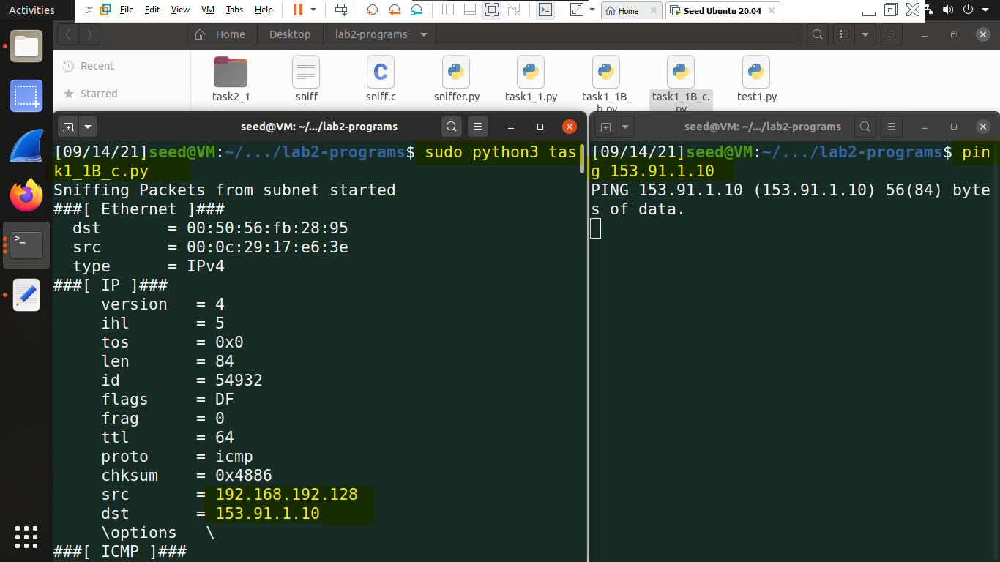 Activities
File Edit View VM Tabs Help
Home
Seed Ubuntu 20.04
Home Desktop lab2-programs
Recent
Starred
task2_1 sniff sniff.c sniffer.py task1_1.py task1_1B_ task1_1B_c. test1.py
b.py py
seed@VM: ~/.../lab2-programs
[09/14/21]seed@VM:~/.../lab2-programs$ sudo python3 tas
k1_1B_c.py
Sniffing Packets from subnet started
###[ Ethernet ]###
dst = 00:50:56:fb:28:95
src = 00:0c:29:17:e6:3e
type = IPv4
###[ IP ]###
version = 4
ihl = 5
tos = 0x0
len = 84
id = 54932
flags = DF
frag = 0
ttl = 64
proto = icmp
chksum = 0x4886
src = 192.168.192.128
dst = 153.91.1.10
\options \
###[ ICMP ]###
seed@VM: ~/.../lab2-programs
[09/14/21]seed@VM:~/.../lab2-programs$ pin
g 153.91.1.10
PING 153.91.1.10 (153.91.1.10) 56(84) byte
s of data.